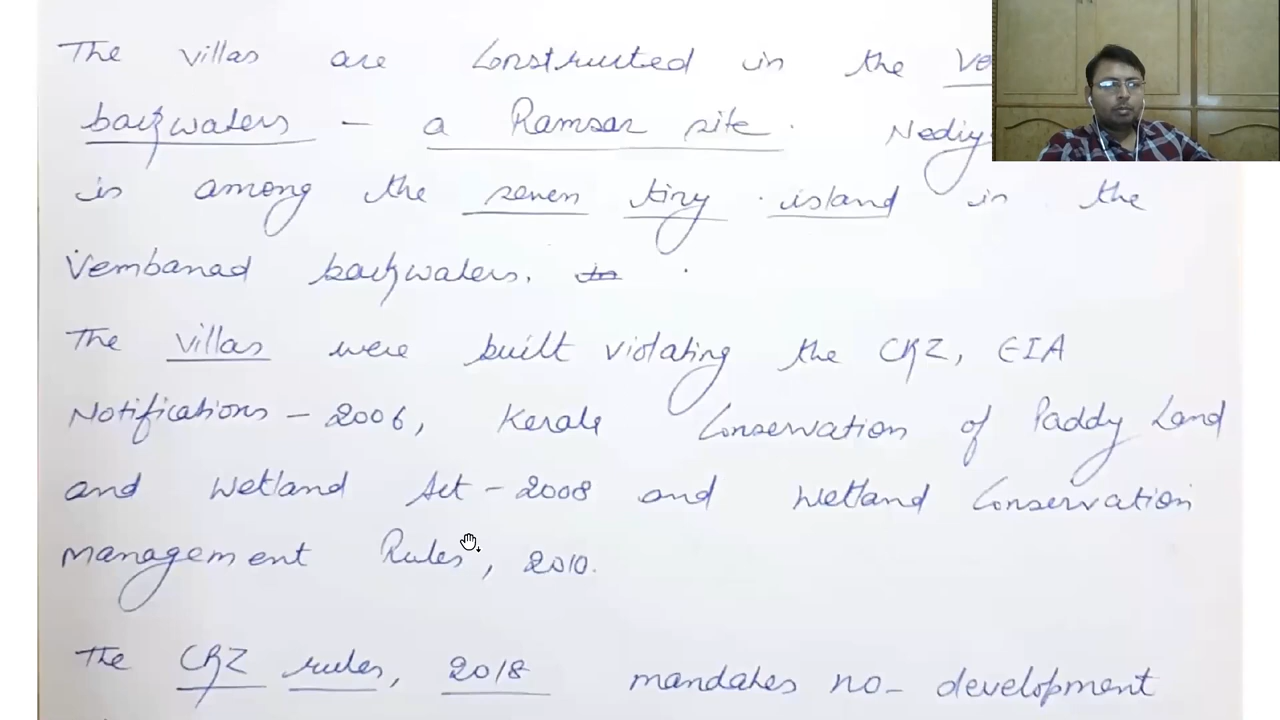 The villas are constructed in the
backwaters - a Ramsar site.
is among the seven tiny island in the
Vembanad backwaters.
The villas were built violating the CRZ, EIA
Notifications - 2006, Kerala Conservation of Paddy Land
and Wetland Act - 2008 and Wetland Conservation
management Rules, 2010.
The CRZ rules, 2018 mandates no-development